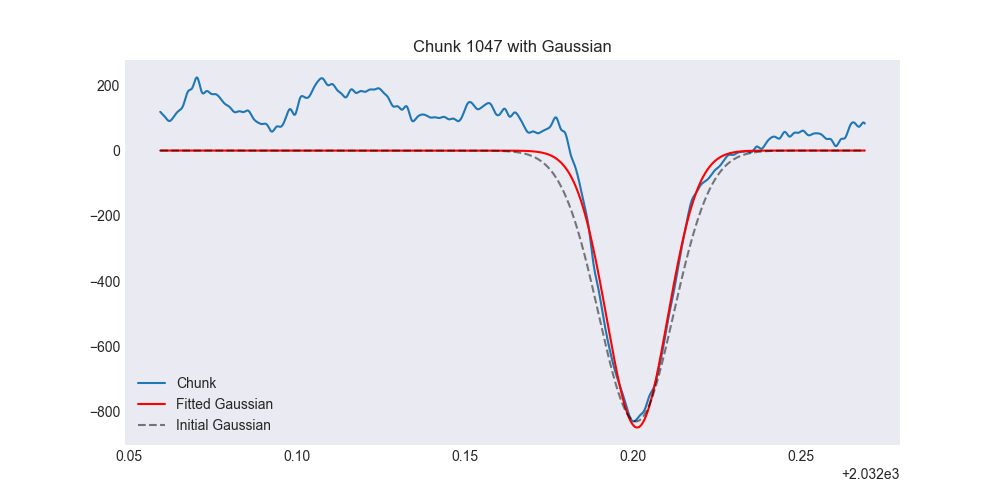 Chunk 1047 with Gaussian
200
0
−200
−400
−600
−800
Chunk
Fitted Gaussian
Initial Gaussian
0.05 0.10 0.15 0.20 0.25
+2.032e3